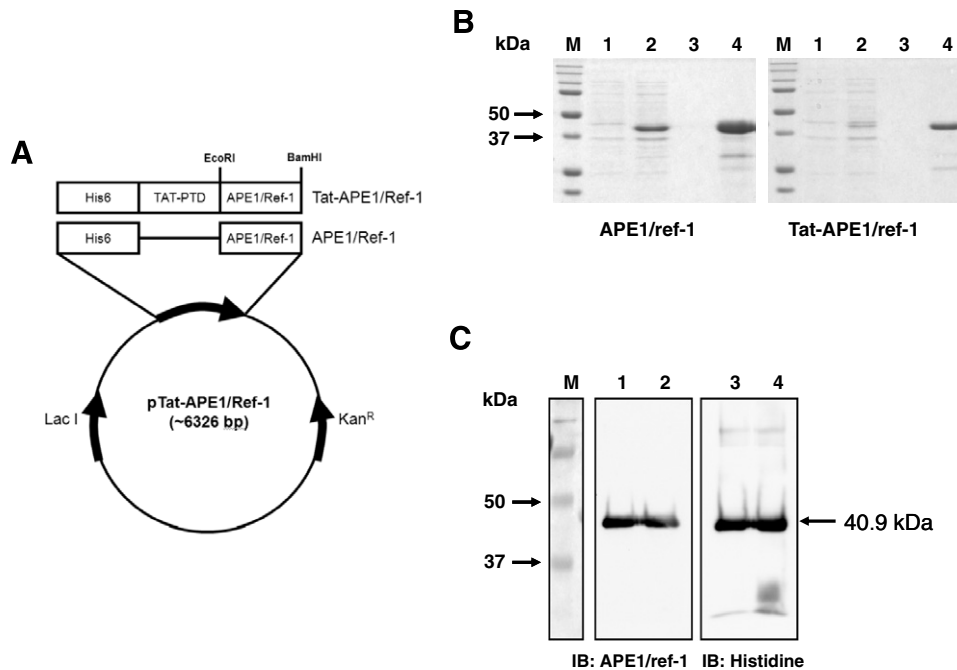 A
EcoRI BamHI
His6 TAT-PTD APE1/Ref-1 Tat-APE1/Ref-1
His6 APE1/Ref-1 APE1/Ref-1
Lac I
pTat-APE1/Ref-1
(~6326 bp)
KanR
B
kDa M 1 2 3 4 M 1 2 3 4
50
37
APE1/ref-1 Tat-APE1/ref-1
C
kDa M 1 2 3 4
50
40.9 kDa
37
IB: APE1/ref-1 IB: Histidine